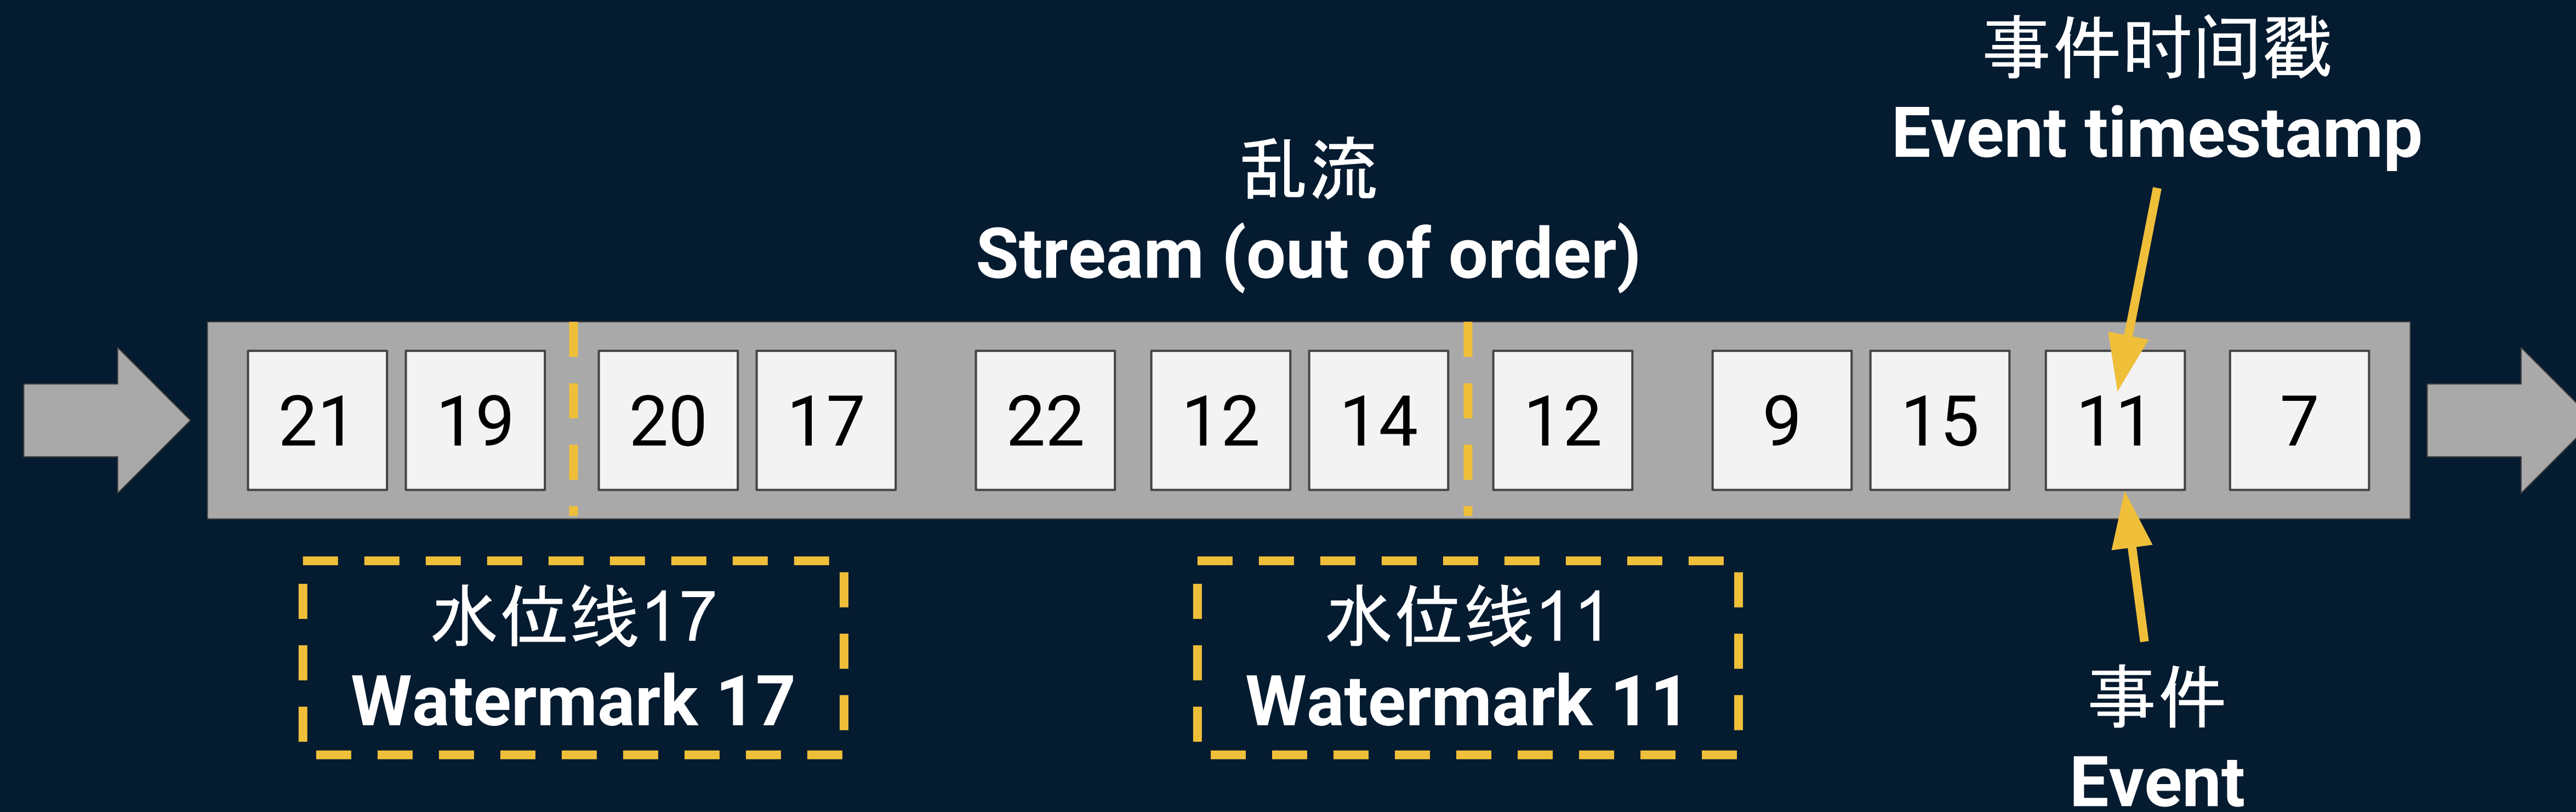 事件时间戳
Event timestamp
乱流
Stream (out of order)
21 19 20 17 22 12 14 12 9 15 11 7
水位线17
Watermark 17
水位线11
Watermark 11
事件
Event